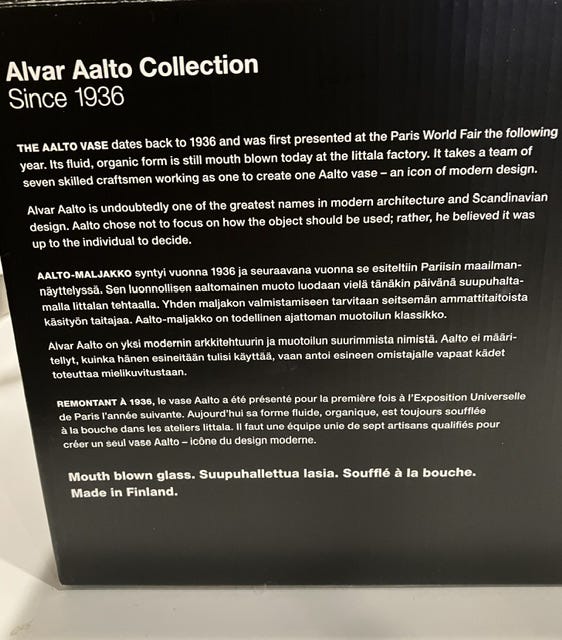 Alvar Aalto Collection
Since 1936
THE AALTO VASE dates back to 1936 and was first presented at the Paris World Fair the following
year. Its fluid, organic form is still mouth blown today at the Iittala factory. It takes a team of
seven skilled craftsmen working as one to create one Aalto vase – an icon of modern design.
Alvar Aalto is undoubtedly one of the greatest names in modern architecture and Scandinavian
design. Aalto chose not to focus on how the object should be used; rather, he believed it was
up to the individual to decide.
AALTO-MALJAKKO syntyi vuonna 1936 ja seuraavana vuonna se esiteltiin Pariisin maailman-
näyttelyssä. Sen luonnollisen aaltomainen muoto luodaan vielä tänäkin päivänä suupuhalta-
malla Iittalan tehtaalla. Yhden maljakon valmistamiseen tarvitaan seitsemän ammattitaitoista
käsityön taitajaa. Aalto-maljakko on todellinen ajattoman muotoilun klassikko.
Alvar Aalto on yksi modernin arkkitehtuurin ja muotoilun suurimmista nimistä. Aalto ei määri-
tellyt, kuinka hänen esineitään tulisi käyttää, vaan antoi esineen omistajalle vapaat kädet
toteuttaa mielikuvitustaan.
REMONTANT À 1936, le vase Aalto a été présenté pour la première fois à l'Exposition Universelle
de Paris l'année suivante. Aujourd'hui sa forme fluide, organique, est toujours soufflée
à la bouche dans les ateliers Iittala. Il faut une équipe unie de sept artisans qualifiés pour
créer un seul vase Aalto – icône du design moderne.
Mouth blown glass. Suupuhallettua lasia. Soufflé à la bouche.
Made in Finland.